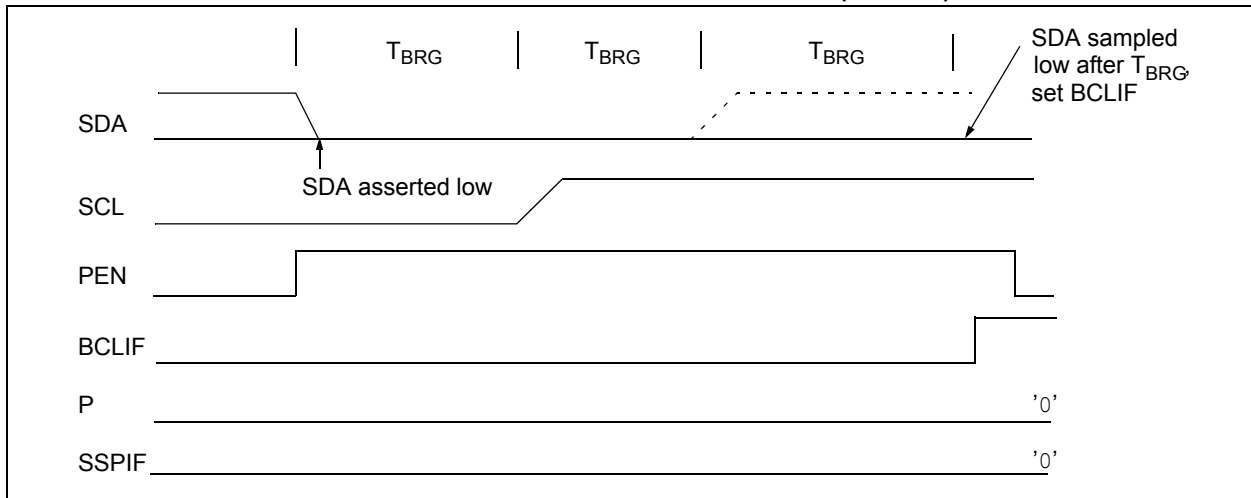 TBRG TBRG TBRG
SDA sampled
low after TBRG,
set BCLIF
SDA
SDA asserted low
SCL
PEN
BCLIF
P '0'
SSPIF '0'